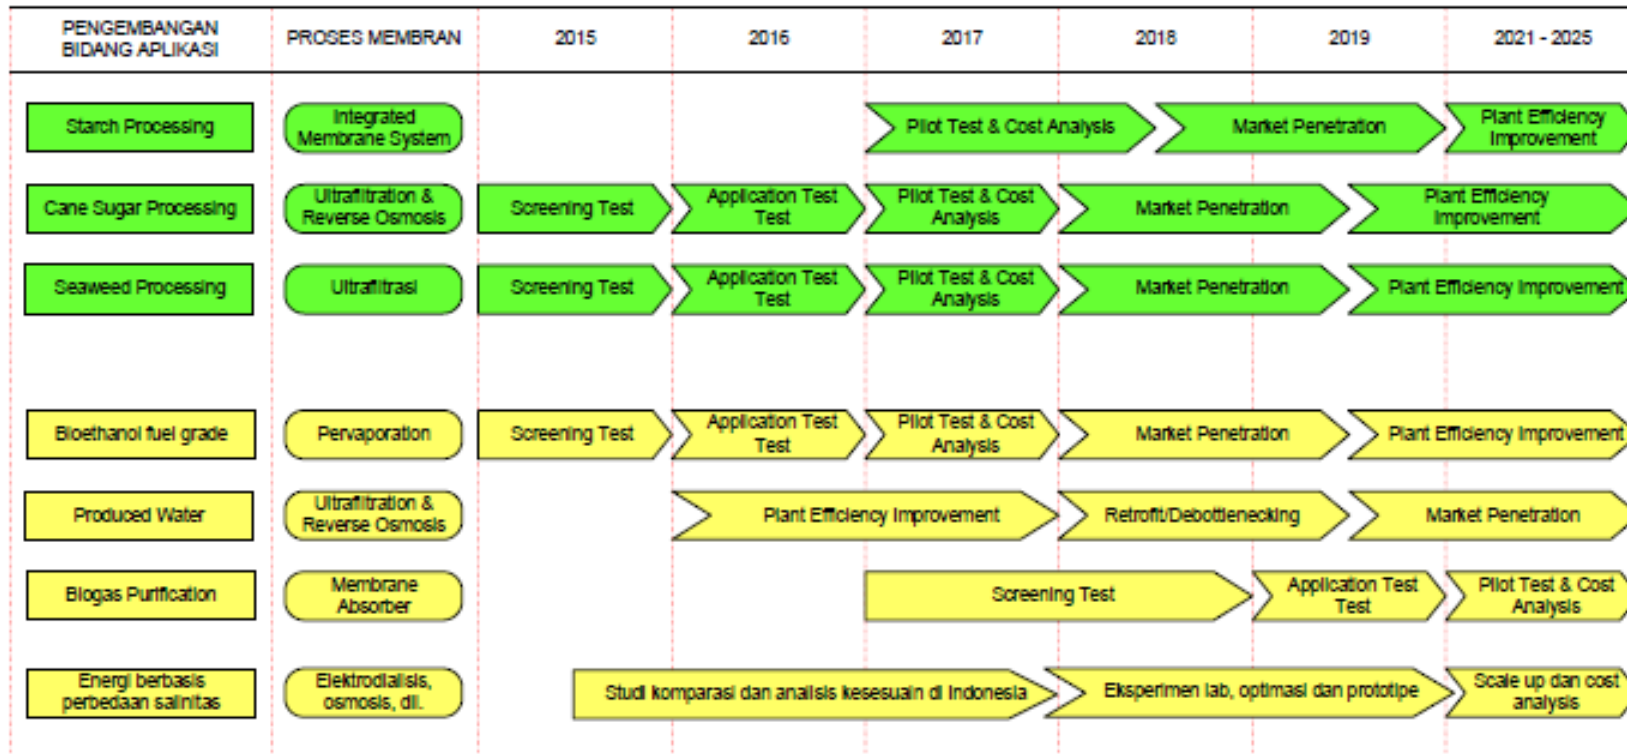 PENGEMBANGAN
BIDANG APLIKASI
PROSES MEMBRAN
2015
2016
2017
2018
2019
2021 - 2025
Starch Processing
Integrated
Membrane System
Pilot Test & Cost Analysis
Market Penetration
Plant Efficiency
Improvement
Cane Sugar Processing
Ultrafiltration &
Reverse Osmosis
Screening Test
Application Test
Test
Pilot Test & Cost
Analysis
Market Penetration
Plant Efficiency
Improvement
Seaweed Processing
Ultrafiltrasi
Screening Test
Application Test
Test
Pilot Test & Cost
Analysis
Market Penetration
Plant Efficiency Improvement
Bioethanol fuel grade
Pervaporation
Screening Test
Application Test
Test
Pilot Test & Cost
Analysis
Market Penetration
Plant Efficiency Improvement
Produced Water
Ultrafiltration &
Reverse Osmosis
Plant Efficiency Improvement
Retrofit/Debottlenecking
Market Penetration
Biogas Purification
Membrane
Absorber
Screening Test
Application Test
Test
Pilot Test & Cost
Analysis
Energi berbasis
perbedaan salinitas
Elektrodialisis,
osmosis, dll.
Studi komparasi dan analisis kesesuain di Indonesia
Eksperimen lab, optimasi dan prototipe
Scale up dan cost
analysis